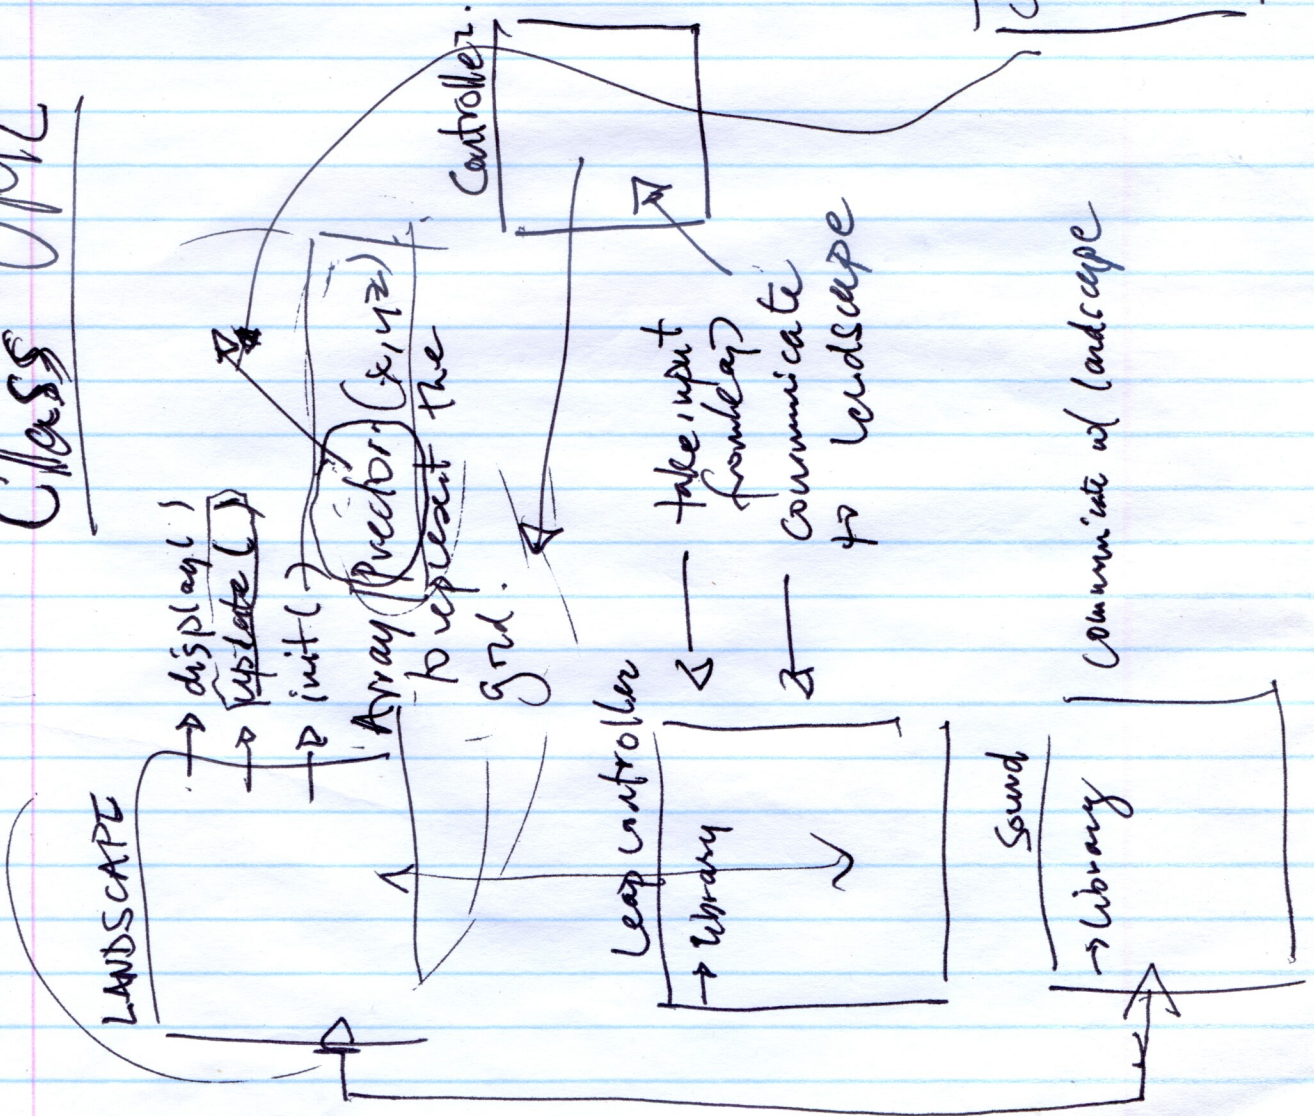 Class UML
LANDSCAPE
→ display()
→ update()
→ init()
Array (Pvector (x,y,z)
to represent the
grid.
Controller.
Leap controller
→ library
take input
from leap
communicate
to landscape
Sound
→ library
communicate w/ landscape